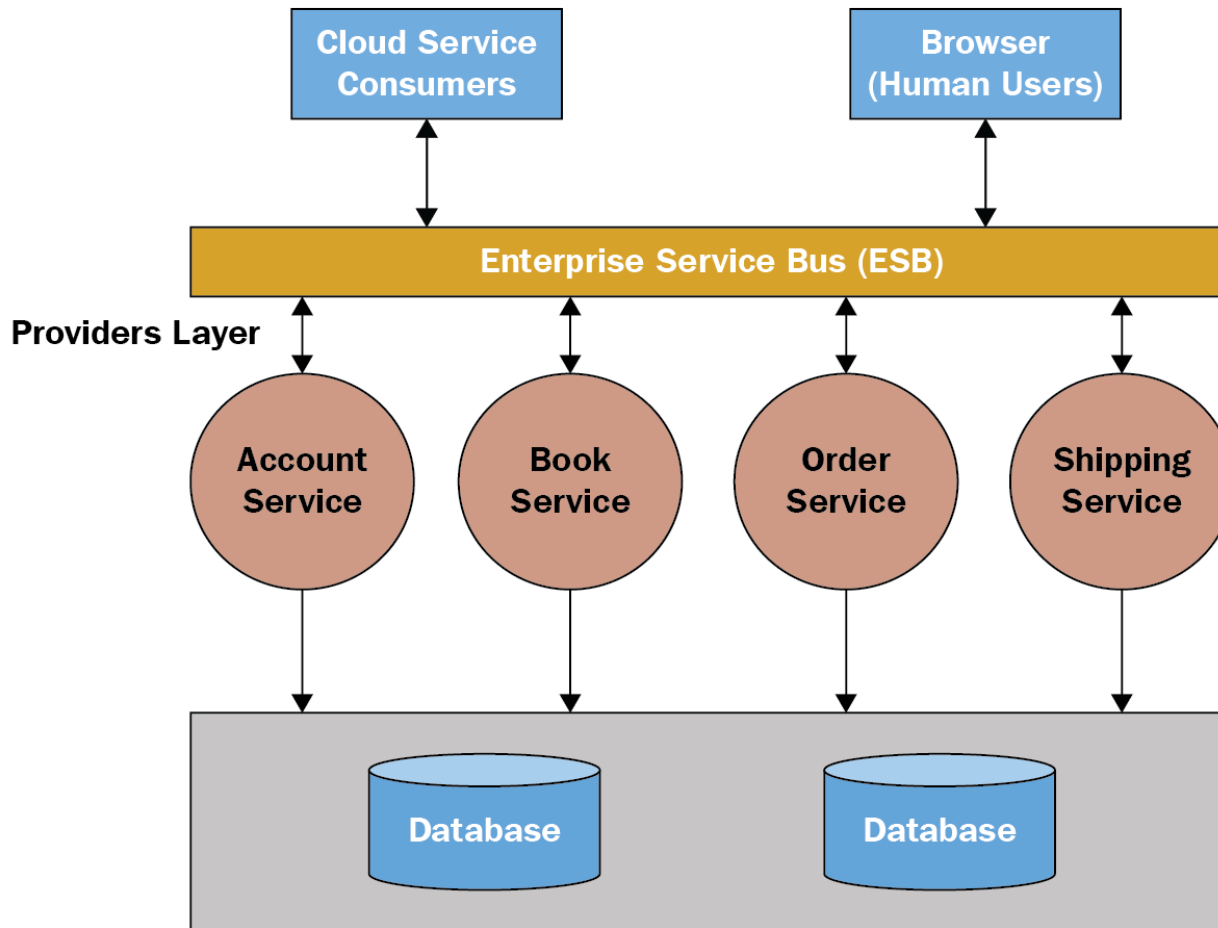 Cloud Service
Consumers
Browser
(Human Users)
Enterprise Service Bus (ESB)
Providers Layer
Account
Service
Book
Service
Order
Service
Shipping
Service
Database
Database